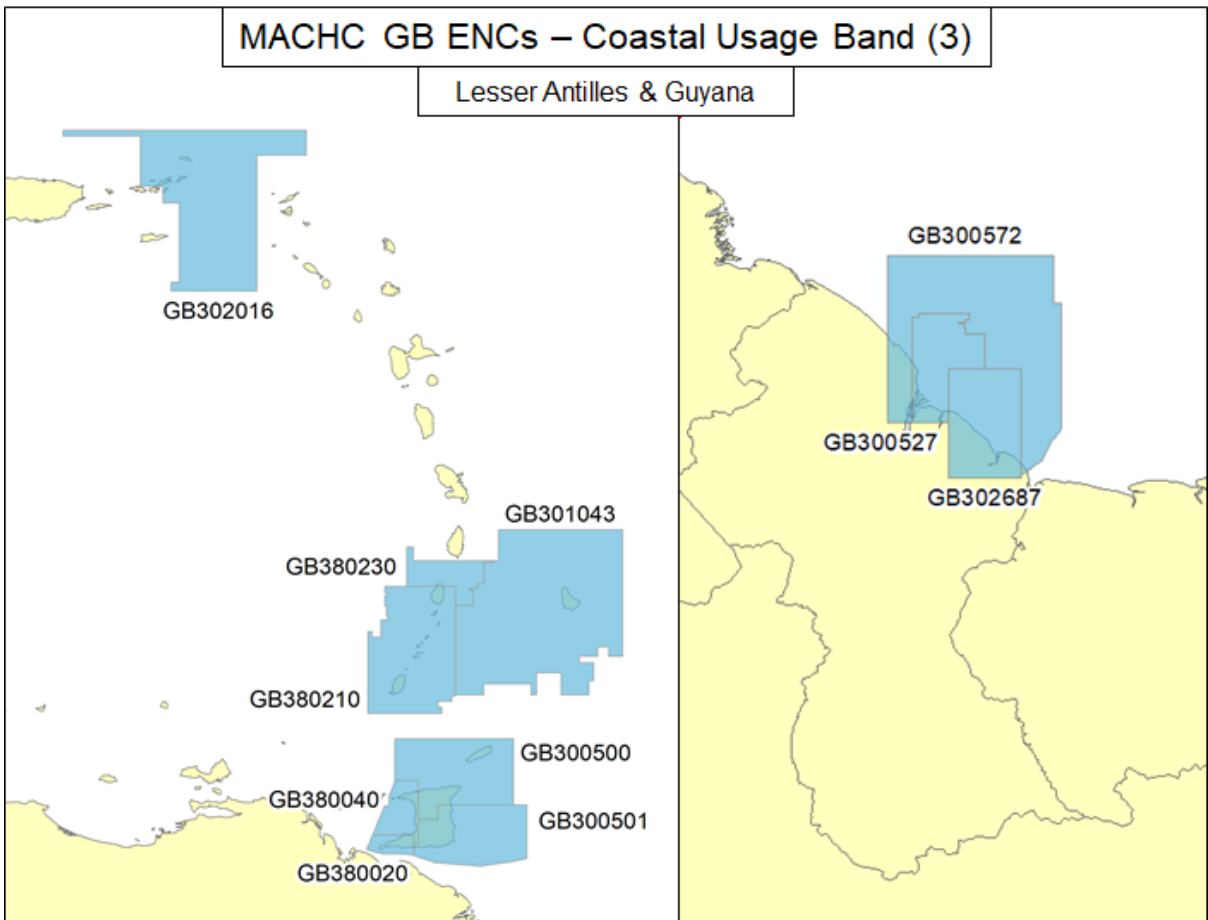 MACHC GB ENCs – Coastal Usage Band (3)
Lesser Antilles & Guyana
GB302016
GB301043
GB380230
GB380210
GB300500
GB380040
GB300501
GB380020
GB300572
GB300527
GB302687